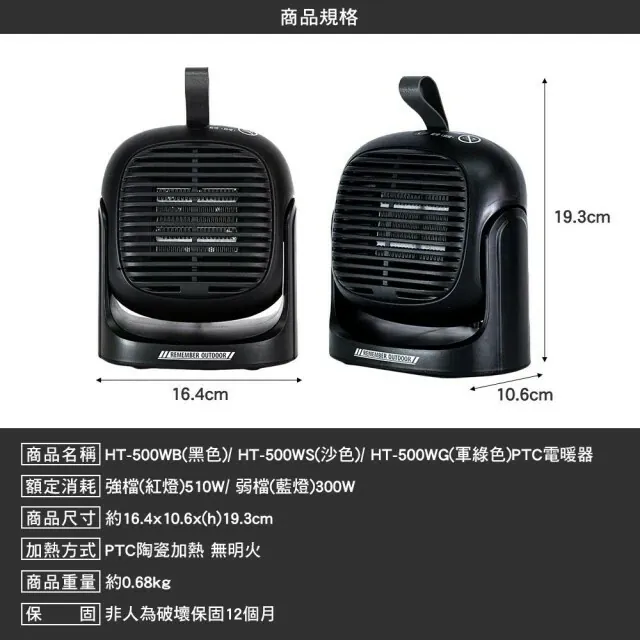 商品規格
19.3cm
///REMEMBER OUTDOOR//
///REMEMBER OUTDOOR//
16.4cm
10.6cm
商品名稱 HT-500WB(黑色)/ HT-500WS(沙色)/ HT-500WG(軍綠色)PTC電暖器
額定消耗 強檔(紅燈)510W/ 弱檔(藍燈)300W
商品尺寸 約16.4x10.6x(h)19.3cm
加熱方式 PTC陶瓷加熱 無明火
商品重量 約0.68kg
保 固 非人為破壞保固12個月